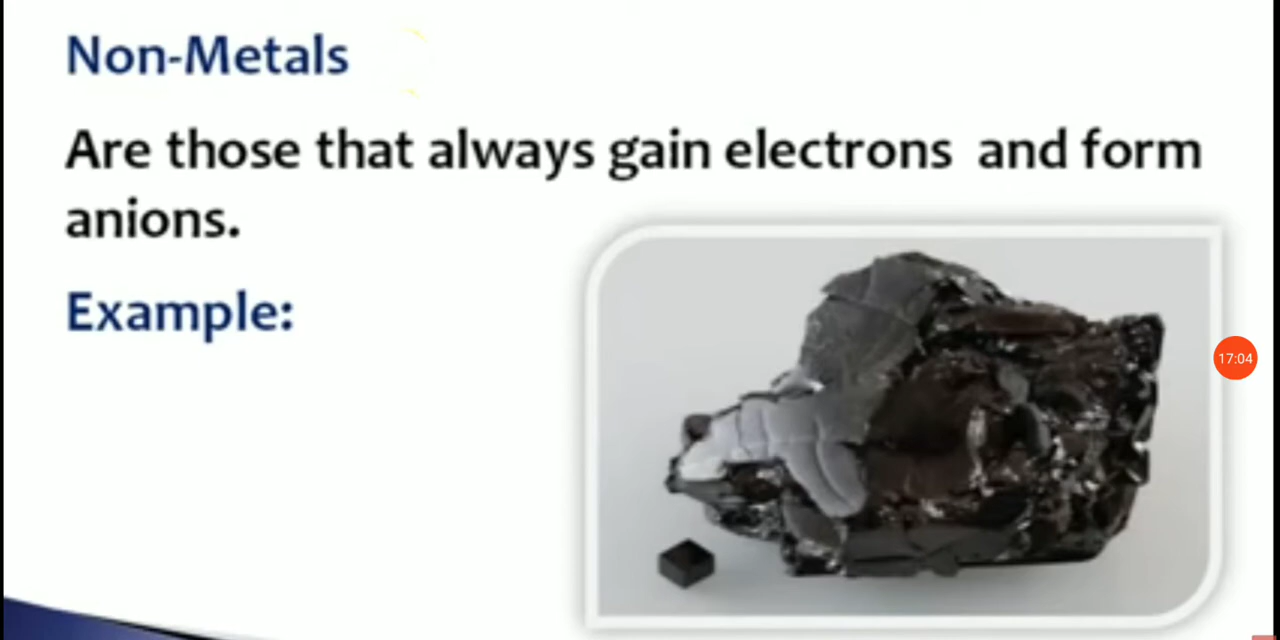 Non-Metals
Are those that always gain electrons and form
anions.
Example:
17:04